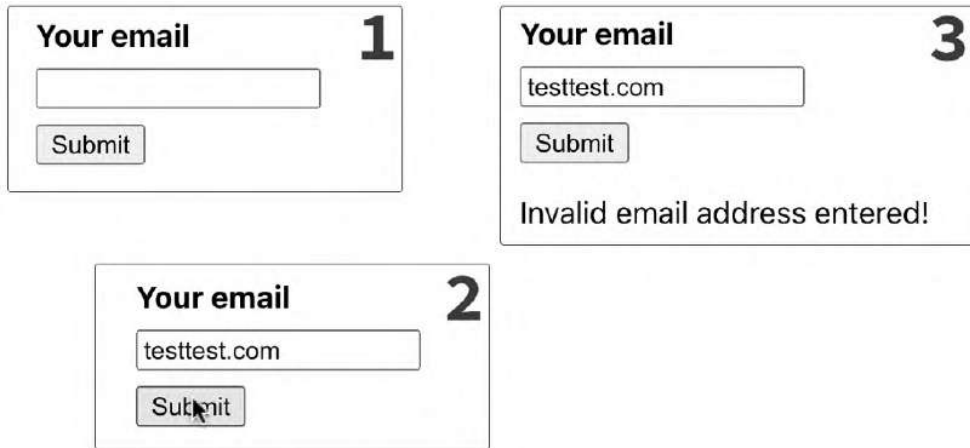 Your email 1
Submit
Your email 2
testtest.com
Submit
Your email 3
testtest.com
Submit
Invalid email address entered!